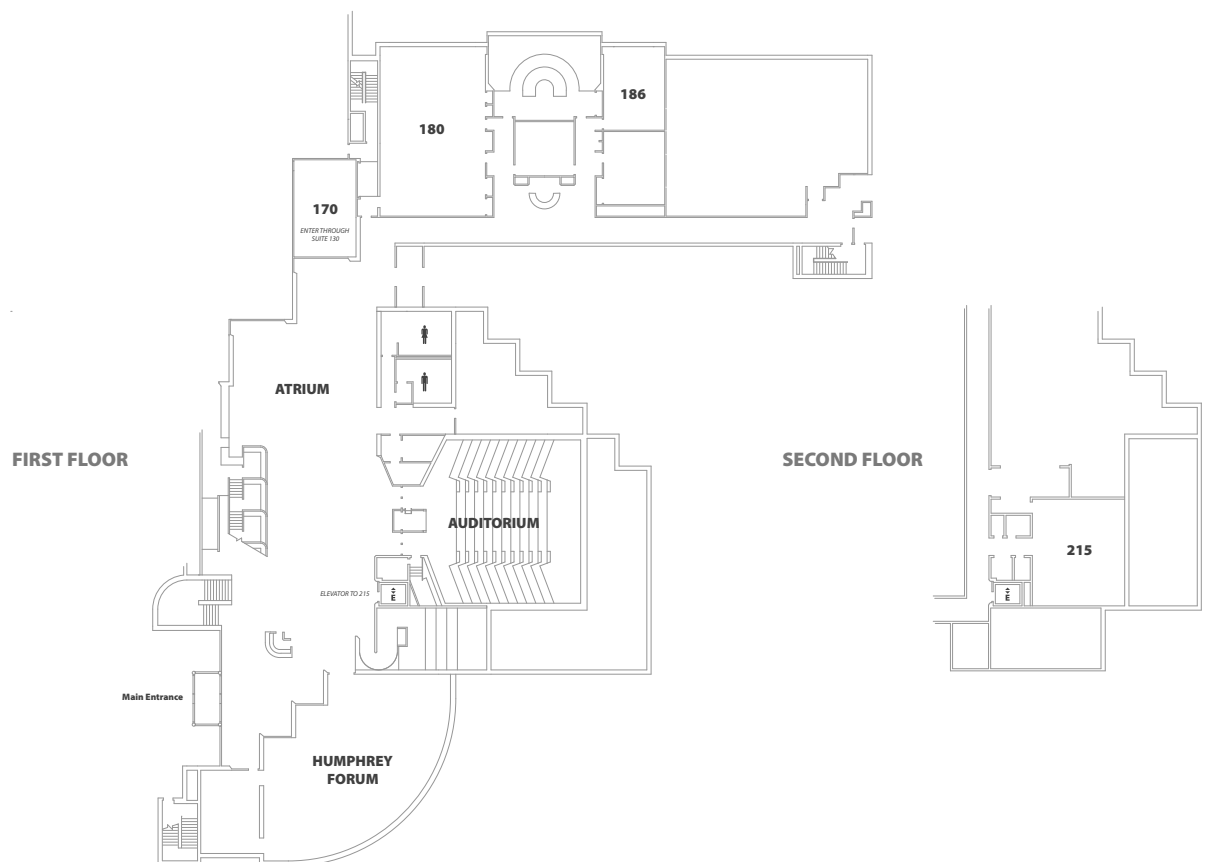 186
180
170
ENTER THROUGH
SUITE 130
ATRIUM
FIRST FLOOR
SECOND FLOOR
AUDITORIUM
215
ELEVATOR TO 215
E
E
Main Entrance
HUMPHREY
FORUM